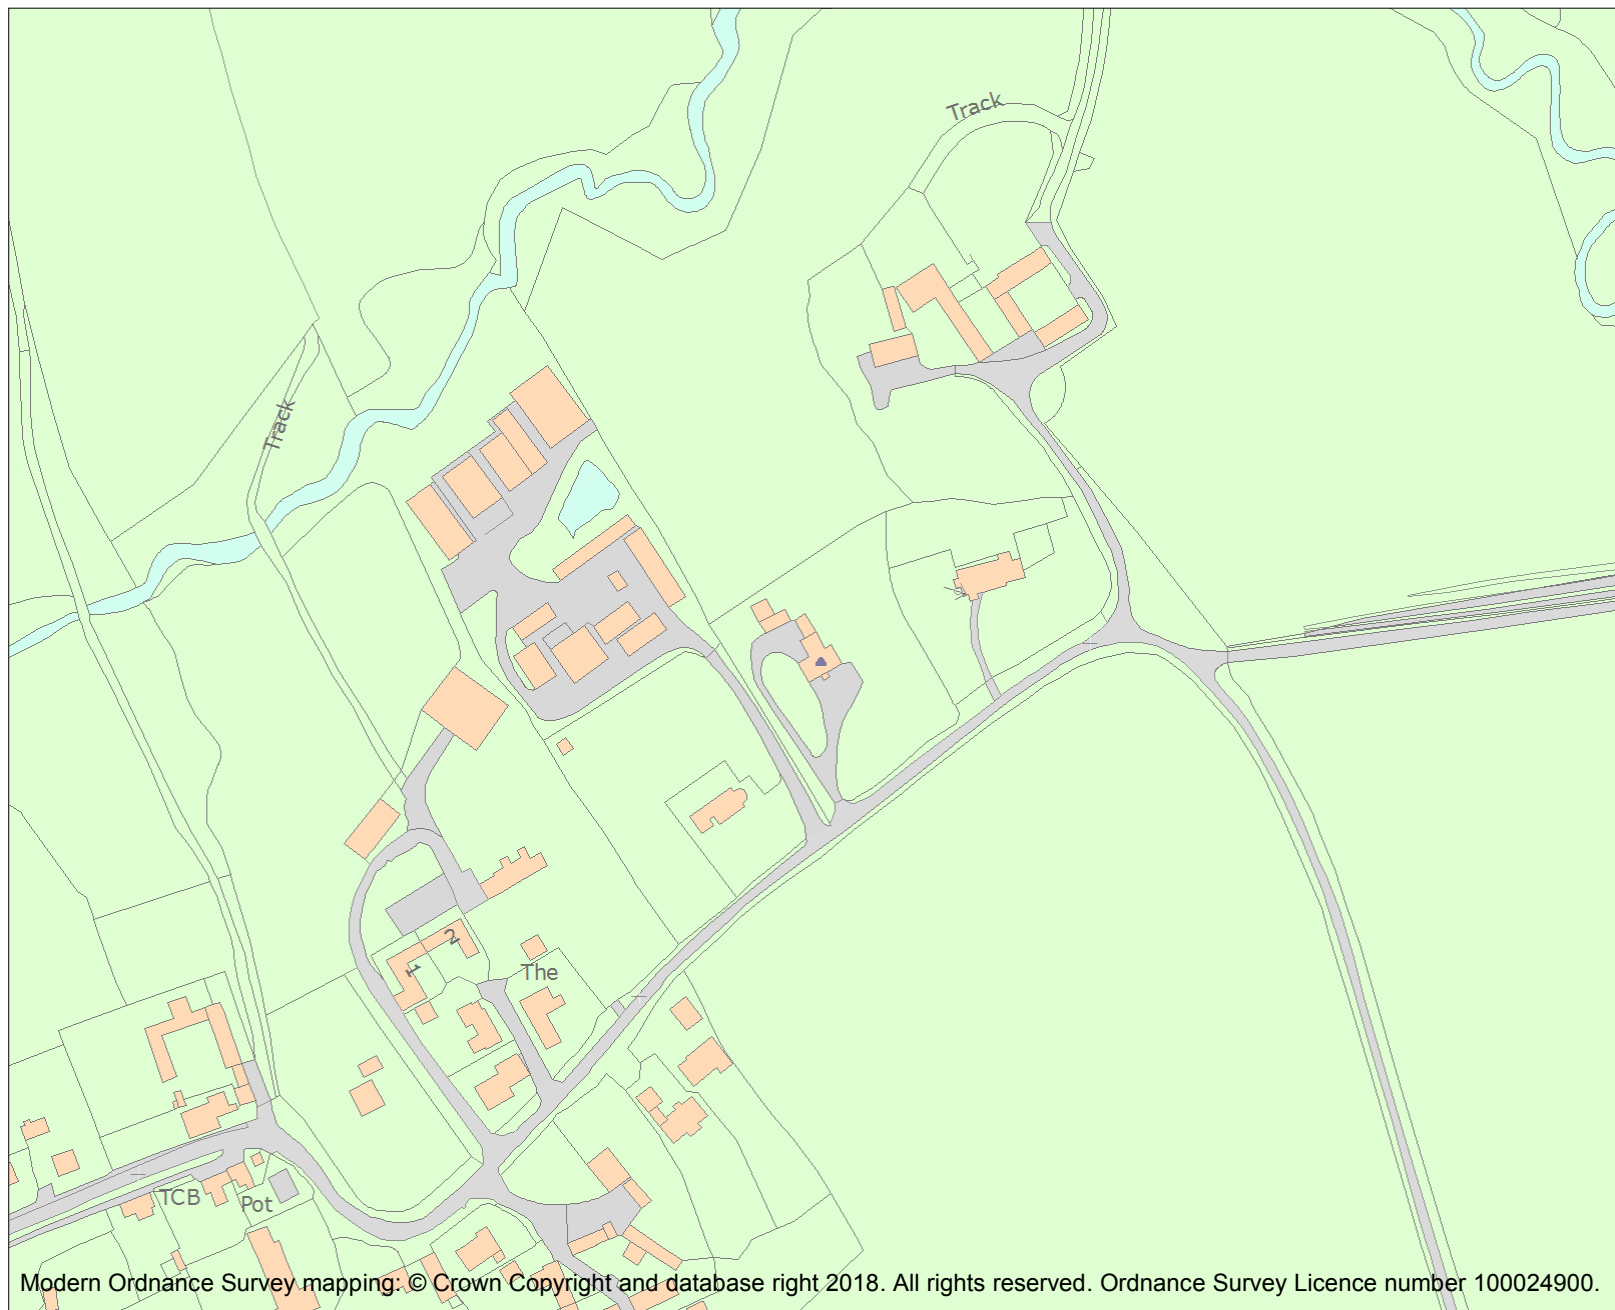 Track
Track
2
1
The
TCB
Pot
Modern Ordnance Survey mapping: © Crown Copyright and database right 2018. All rights reserved. Ordnance Survey Licence number 100024900.